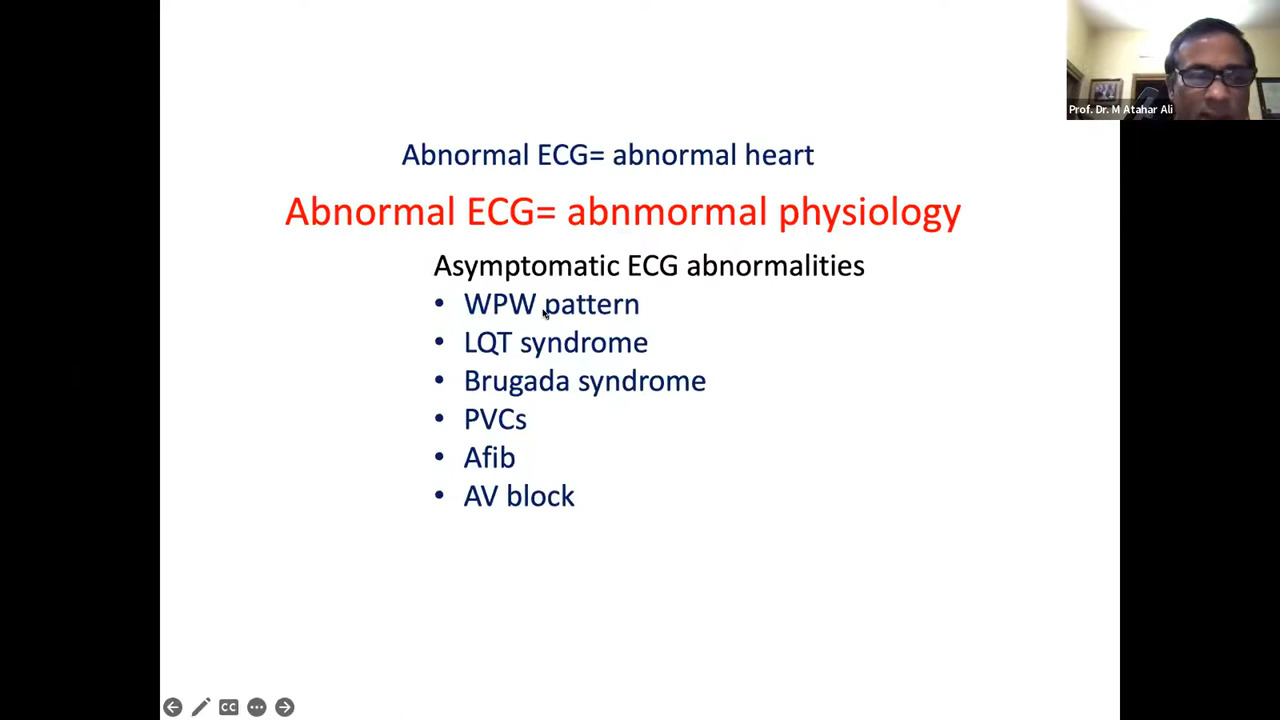 Prof. Dr. M Atahar Ali
Abnormal ECG= abnormal heart
Abnormal ECG= abnmormal physiology
Asymptomatic ECG abnormalities
• WPW pattern
• LQT syndrome
• Brugada syndrome
• PVCs
• Afib
• AV block
CC